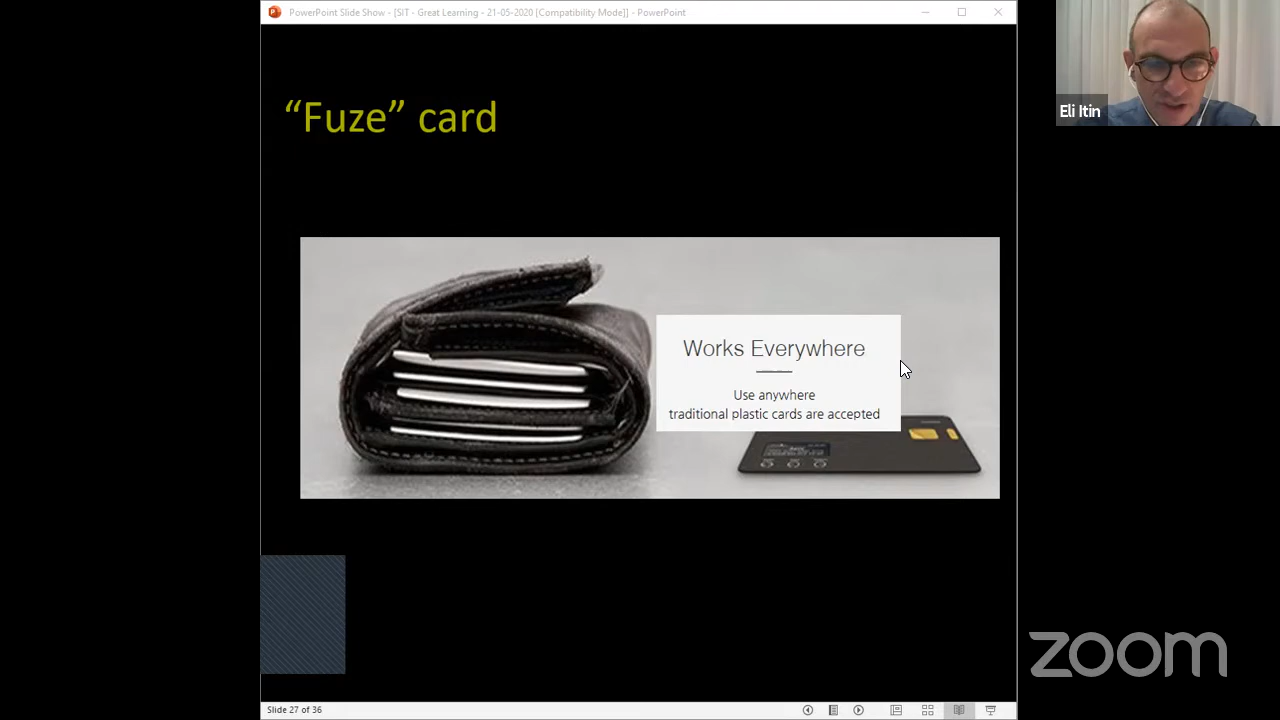 PowerPoint Slide Show - [SIT - Great Learning - 21-05-2020 [Compatibility Mode]] - PowerPoint
“Fuze” card
Works Everywhere
Use anywhere
traditional plastic cards are accepted
Eli Itin
Slide 27 of 36
zoom